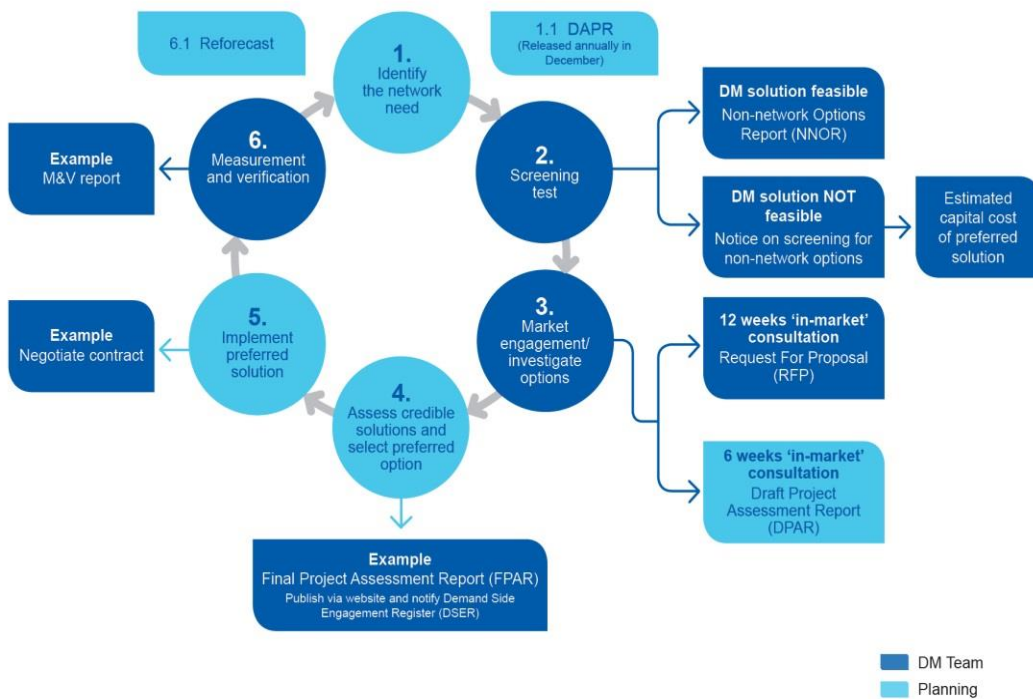 6.1 Reforecast
1.
Identify
the network
need
1.1 DAPR
(Released annually in
December)
2.
Screening
test
DM solution feasible
Non-network Options
Report (NNOR)
DM solution NOT
feasible
Notice on screening for
non-network options
Estimated
capital cost
of preferred
solution
3.
Market
engagement/
investigate
options
12 weeks ‘in-market’
consultation
Request For Proposal
(RFP)
6 weeks ‘in-market’
consultation
Draft Project
Assessment Report
(DPAR)
4.
Assess credible
solutions and
select preferred
option
Example
Final Project Assessment Report (FPAR)
Publish via website and notify Demand Side
Engagement Register (DSER)
5.
Implement
preferred
solution
Example
Negotiate contract
6.
Measurement
and verification
Example
M&V report
DM Team
Planning